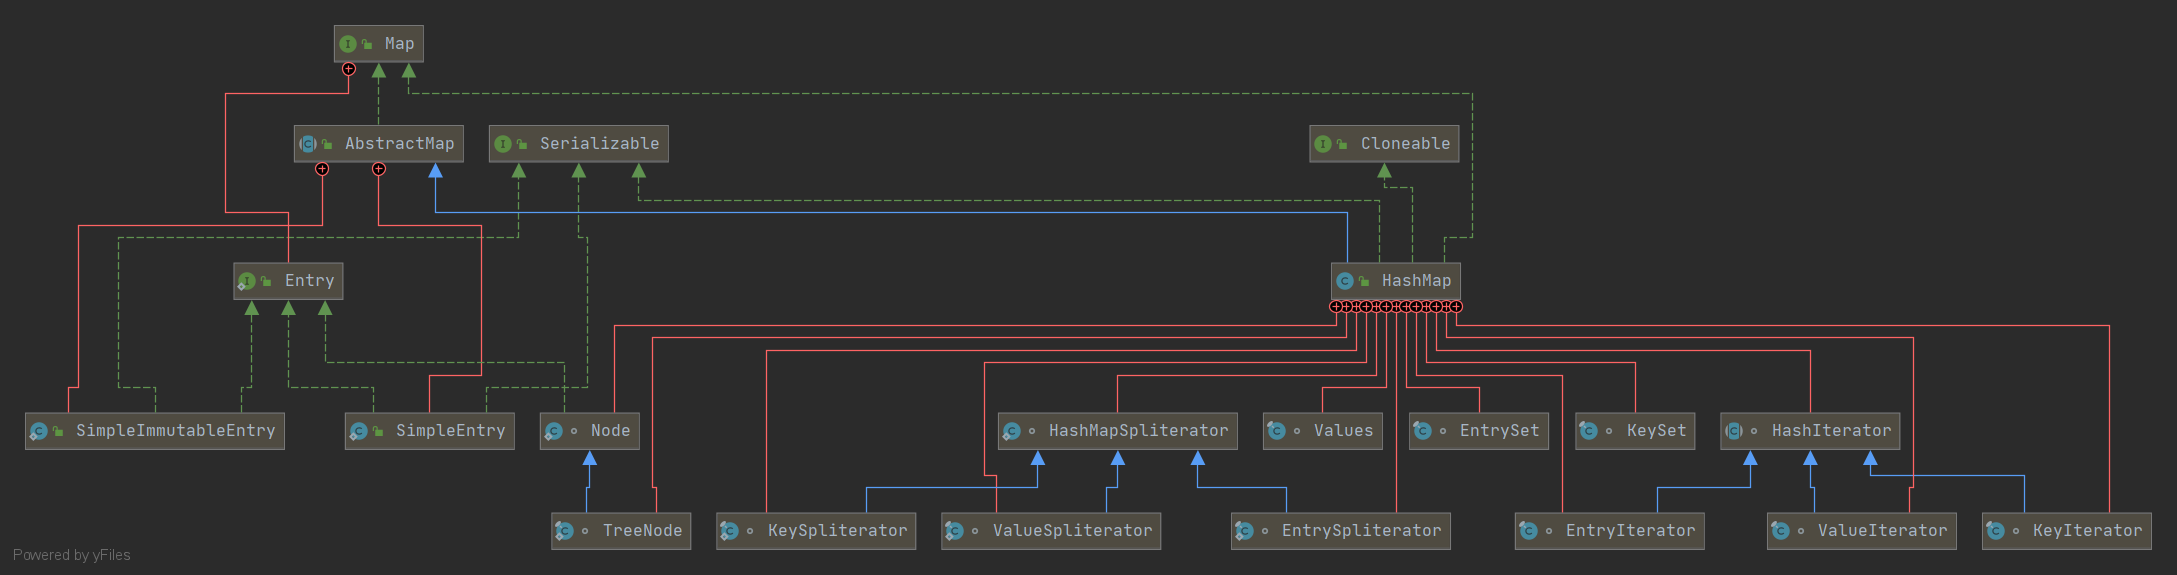 Map
AbstractMap
Serializable
Cloneable
Entry
HashMap
SimpleImmutableEntry
SimpleEntry
Node
HashMapSpliterator
Values
EntrySet
KeySet
HashIterator
TreeNode
KeySpliterator
ValueSpliterator
EntrySpliterator
EntryIterator
ValueIterator
KeyIterator
Powered by yFiles